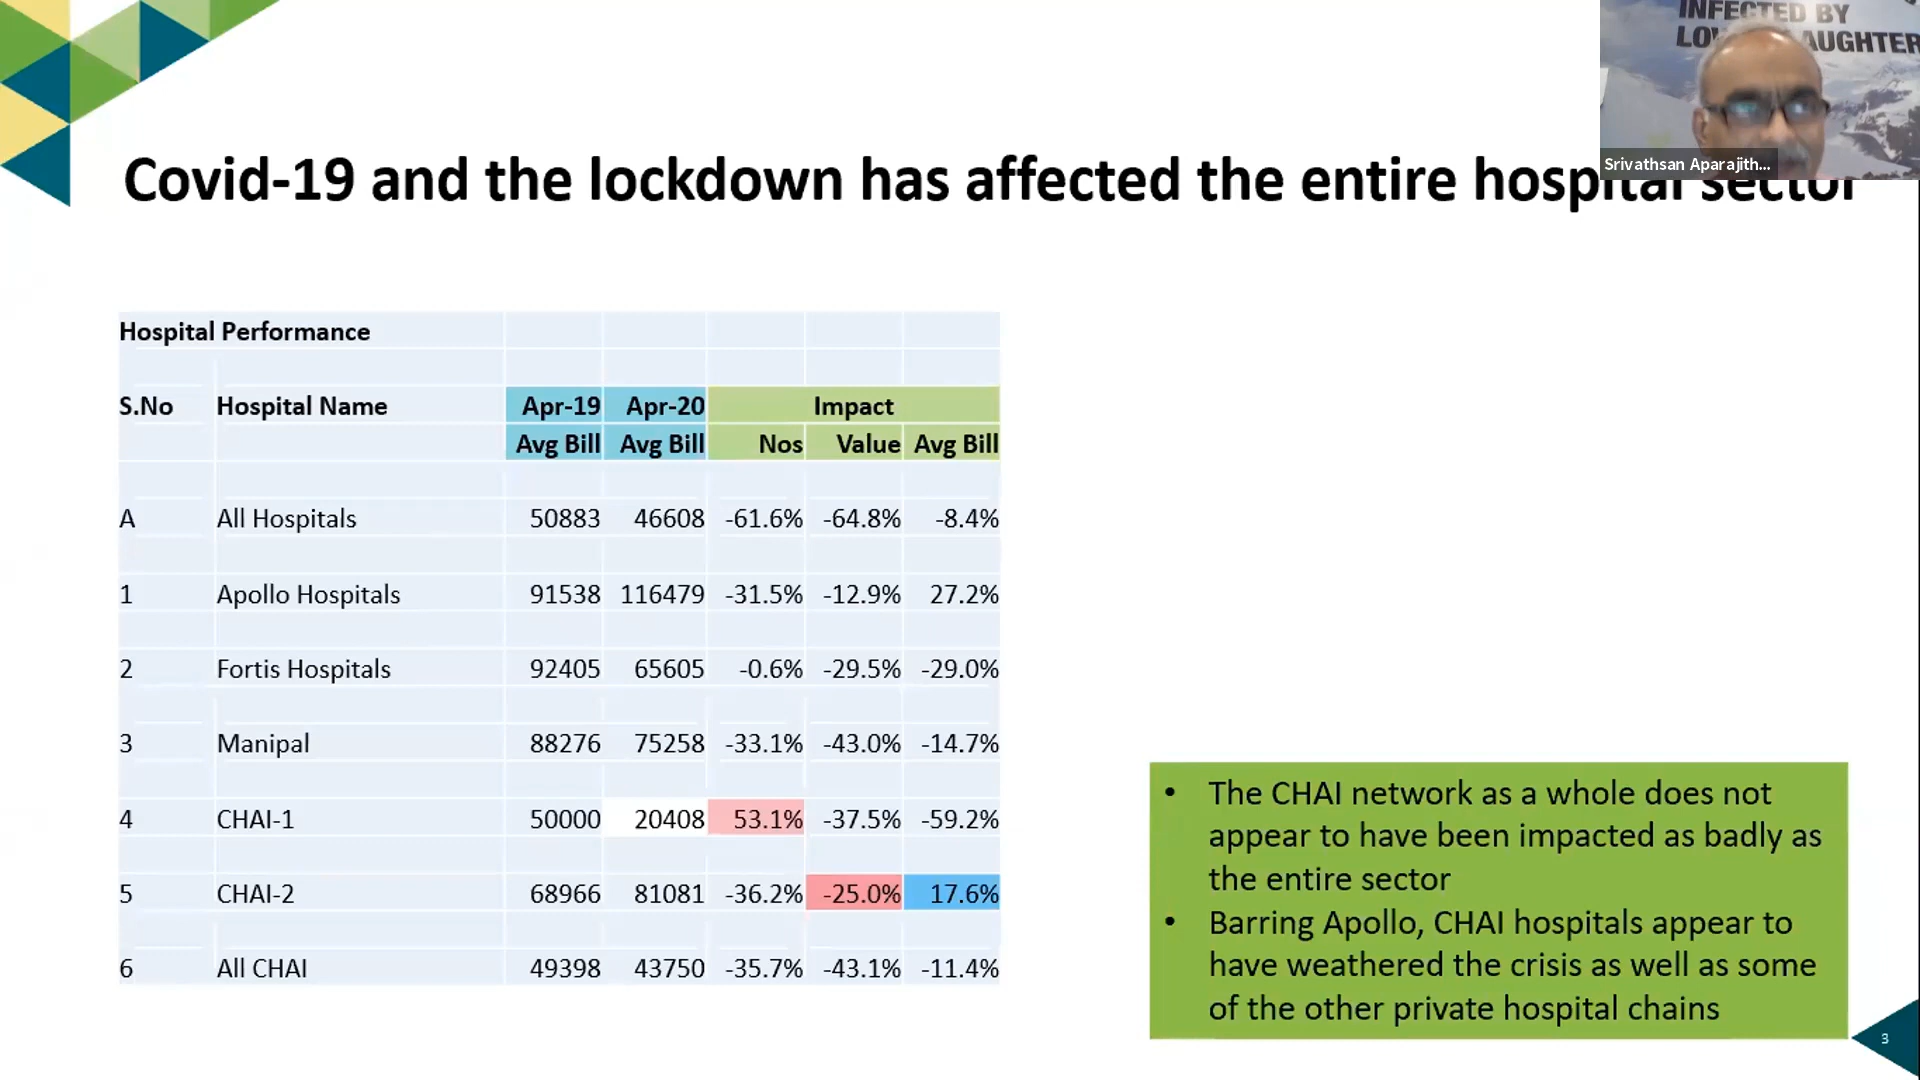 INFECTED BY
Srivathsan Aparajith...
Covid-19 and the lockdown has affected the entire hospital sector
Hospital Performance
S.No Hospital Name Apr-19 Apr-20 Impact
Avg Bill Avg Bill Nos Value Avg Bill
A All Hospitals 50883 46608 -61.6% -64.8% -8.4%
1 Apollo Hospitals 91538 116479 -31.5% -12.9% 27.2%
2 Fortis Hospitals 92405 65605 -0.6% -29.5% -29.0%
3 Manipal 88276 75258 -33.1% -43.0% -14.7%
4 CHAI-1 50000 20408 53.1% -37.5% -59.2%
5 CHAI-2 68966 81081 -36.2% -25.0% 17.6%
6 All CHAI 49398 43750 -35.7% -43.1% -11.4%
• The CHAI network as a whole does not
appear to have been impacted as badly as
the entire sector
• Barring Apollo, CHAI hospitals appear to
have weathered the crisis as well as some
of the other private hospital chains
3